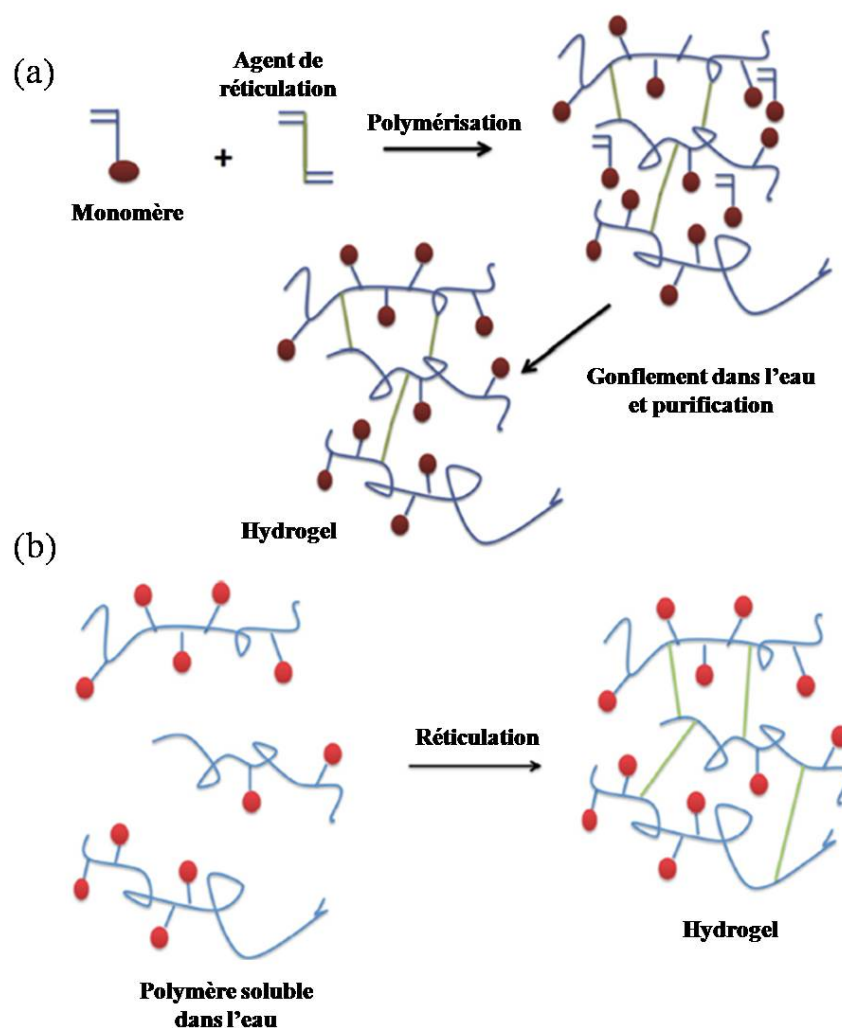 (a)
Agent de
réticulation
Polymérisation
+
Monomère
Gonflement dans l’eau
et purification
Hydrogel
(b)
Réticulation
Hydrogel
Polymère soluble
dans l’eau